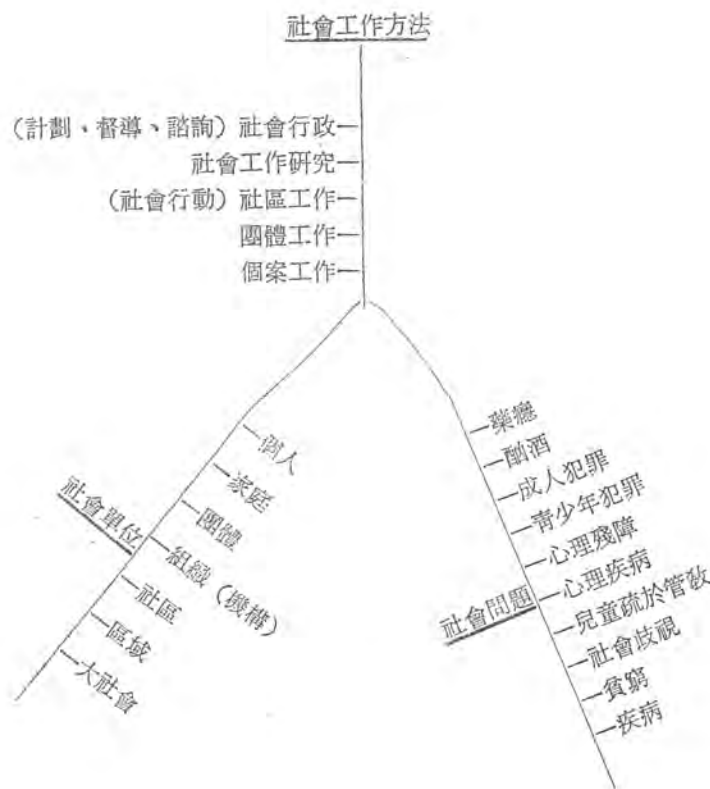 社會工作方法
(計劃、督導、諮詢)社會行政
社會工作研究
(社會行動)社區工作
團體工作
個案工作
社會單位
個人
家庭
團體
組織(機構)
社區
區域
大社會
社會問題
藥癮
酗酒
成人犯罪
青少年犯罪
心理殘障
心理疾病
兒童疏於管教
社會歧視
貧窮
疾病